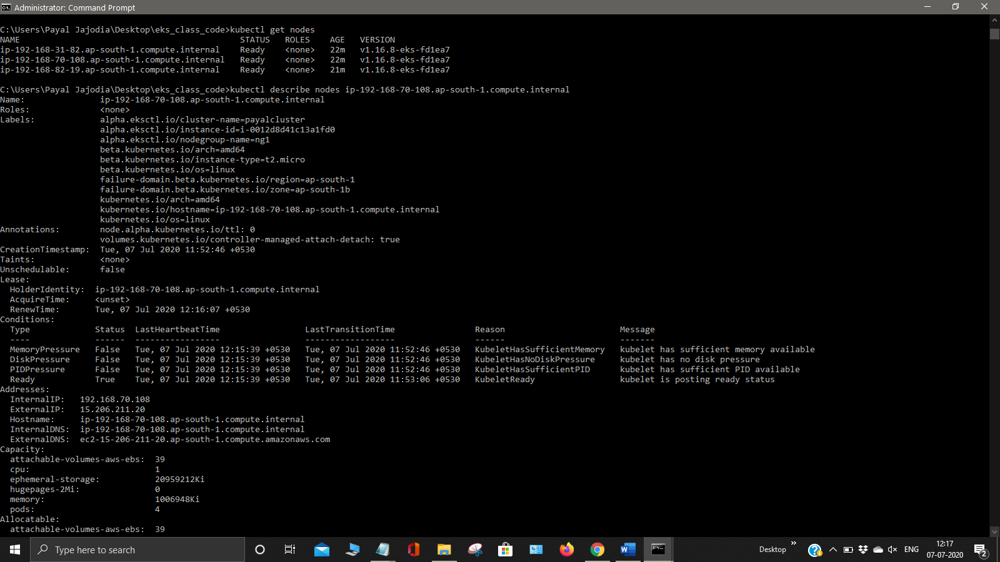 Administrator: Command Prompt
C:\Users\Payal Jajodia\Desktop\eks_class_code>kubectl get nodes
NAME STATUS ROLES AGE VERSION
ip-192-168-31-82.ap-south-1.compute.internal Ready <none> 22m v1.16.8-eks-fd1ea7
ip-192-168-70-108.ap-south-1.compute.internal Ready <none> 22m v1.16.8-eks-fd1ea7
ip-192-168-82-19.ap-south-1.compute.internal Ready <none> 21m v1.16.8-eks-fd1ea7
C:\Users\Payal Jajodia\Desktop\eks_class_code>kubectl describe nodes ip-192-168-70-108.ap-south-1.compute.internal
Name: ip-192-168-70-108.ap-south-1.compute.internal
Roles: <none>
Labels: alpha.eksctl.io/cluster-name=payalcluster
alpha.eksctl.io/instance-id=i-0012d8d41c13a1fd0
alpha.eksctl.io/nodegroup-name=ng1
beta.kubernetes.io/arch=amd64
beta.kubernetes.io/instance-type=t2.micro
beta.kubernetes.io/os=linux
failure-domain.beta.kubernetes.io/region=ap-south-1
failure-domain.beta.kubernetes.io/zone=ap-south-1b
kubernetes.io/arch=amd64
kubernetes.io/hostname=ip-192-168-70-108.ap-south-1.compute.internal
kubernetes.io/os=linux
Annotations: node.alpha.kubernetes.io/ttl: 0
volumes.kubernetes.io/controller-managed-attach-detach: true
CreationTimestamp: Tue, 07 Jul 2020 11:52:46 +0530
Taints: <none>
Unschedulable: false
Lease:
HolderIdentity: ip-192-168-70-108.ap-south-1.compute.internal
AcquireTime: <unset>
RenewTime: Tue, 07 Jul 2020 12:16:07 +0530
Conditions:
Type Status LastHeartbeatTime LastTransitionTime Reason Message
---- ------ ----------------- ------------------ ------ -------
MemoryPressure False Tue, 07 Jul 2020 12:15:39 +0530 Tue, 07 Jul 2020 11:52:46 +0530 KubeletHasSufficientMemory kubelet has sufficient memory available
DiskPressure False Tue, 07 Jul 2020 12:15:39 +0530 Tue, 07 Jul 2020 11:52:46 +0530 KubeletHasNoDiskPressure kubelet has no disk pressure
PIDPressure False Tue, 07 Jul 2020 12:15:39 +0530 Tue, 07 Jul 2020 11:52:46 +0530 KubeletHasSufficientPID kubelet has sufficient PID available
Ready True Tue, 07 Jul 2020 12:15:39 +0530 Tue, 07 Jul 2020 11:53:06 +0530 KubeletReady kubelet is posting ready status
Addresses:
InternalIP: 192.168.70.108
ExternalIP: 15.206.211.20
Hostname: ip-192-168-70-108.ap-south-1.compute.internal
InternalDNS: ip-192-168-70-108.ap-south-1.compute.internal
ExternalDNS: ec2-15-206-211-20.ap-south-1.compute.amazonaws.com
Capacity:
attachable-volumes-aws-ebs: 39
cpu: 1
ephemeral-storage: 20959212Ki
hugepages-2Mi: 0
memory: 1006948Ki
pods: 4
Allocatable:
attachable-volumes-aws-ebs: 39
Type here to search
Desktop
ENG
12:17
07-07-2020
2